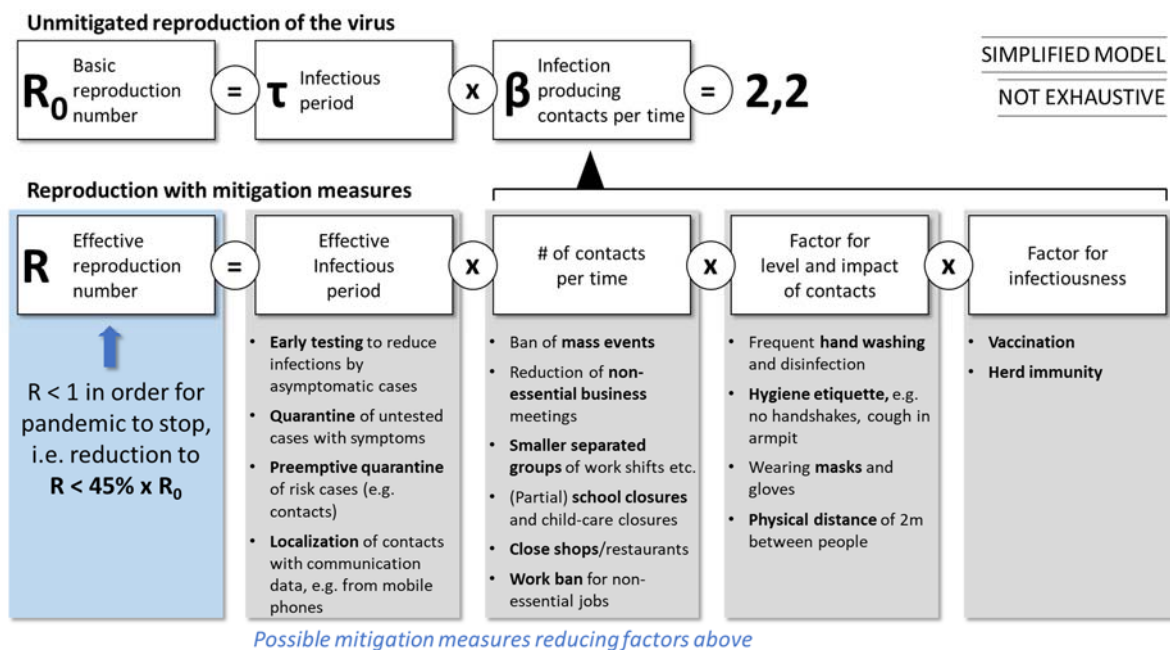 Unmitigated reproduction of the virus
SIMPLIFIED MODEL
NOT EXHAUSTIVE
R0
Basic
reproduction
number
=
τ
Infectious
period
x
β
Infection
producing
contacts per time
=
2,2
Reproduction with mitigation measures
R
Effective
reproduction
number
=
Effective
Infectious
period
x
# of contacts
per time
x
Factor for
level and impact
of contacts
x
Factor for
infectiousness
R < 1 in order for
pandemic to stop,
i.e. reduction to
R < 45% x R0
• Early testing to reduce
infections by
asymptomatic cases
• Quarantine of untested
cases with symptoms
• Preemptive quarantine
of risk cases (e.g.
contacts)
• Localization of contacts
with communication
data, e.g. from mobile
phones
• Ban of mass events
• Reduction of non-
essential business
meetings
• Smaller separated
groups of work shifts etc.
• (Partial) school closures
and child-care closures
• Close shops/restaurants
• Work ban for non-
essential jobs
• Frequent hand washing
and disinfection
• Hygiene etiquette, e.g.
no handshakes, cough in
armpit
• Wearing masks and
gloves
• Physical distance of 2m
between people
• Vaccination
• Herd immunity
Possible mitigation measures reducing factors above